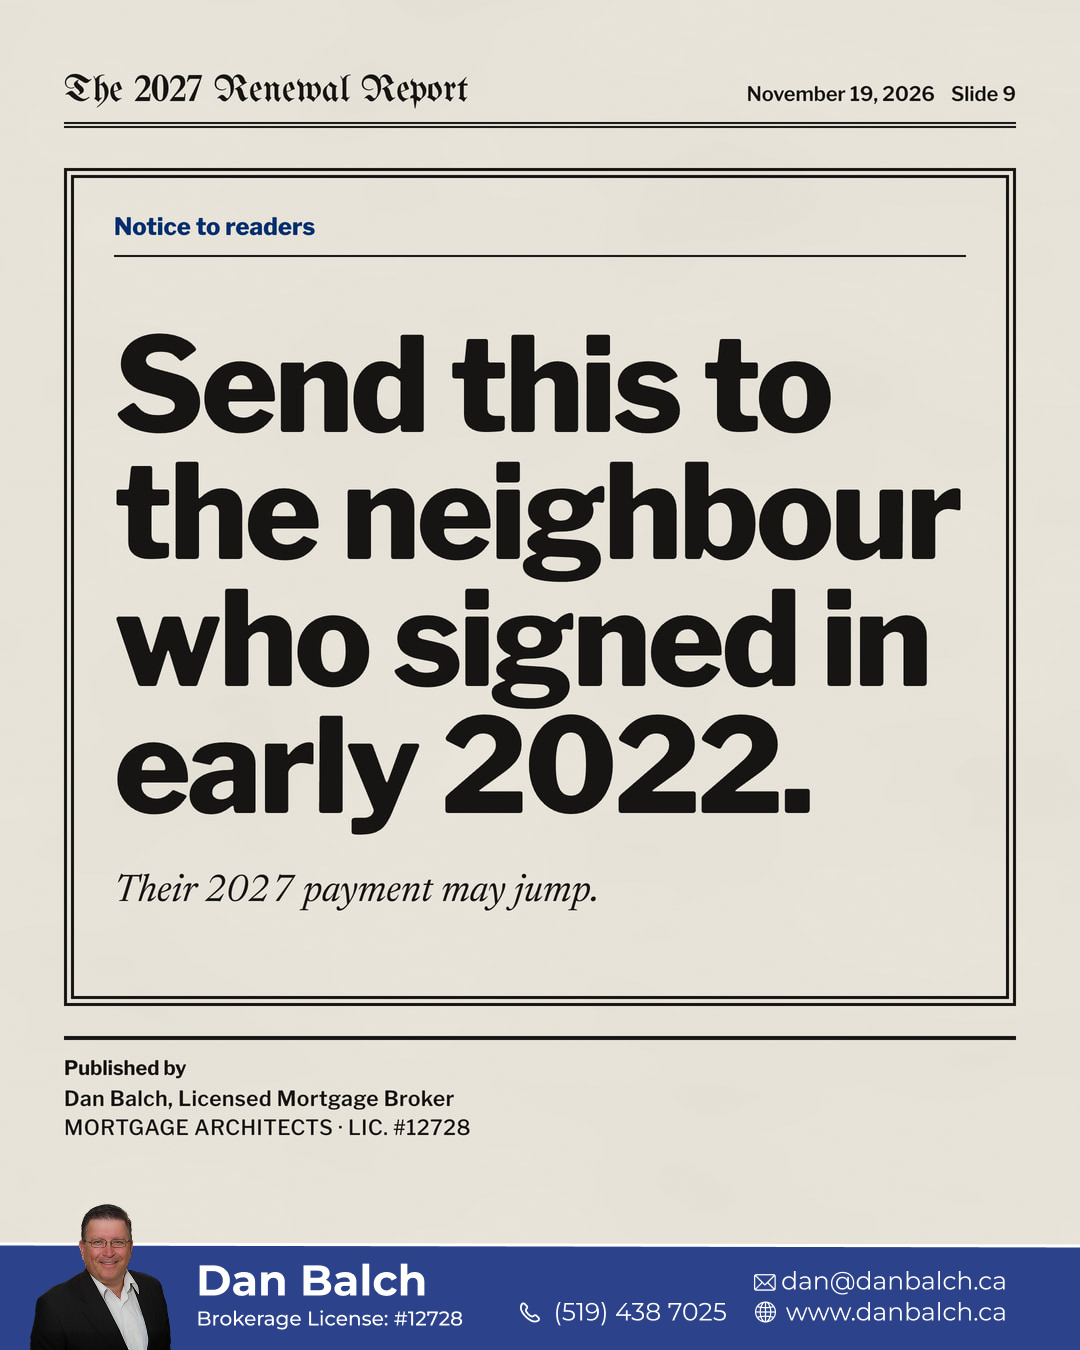 The 2027 Renewal Report
November 19, 2026 Slide 9
Notice to readers
Send this to
the neighbour
who signed in
early 2022.
Their 2027 payment may jump.
Published by
Dan Balch, Licensed Mortgage Broker
MORTGAGE ARCHITECTS · LIC. #12728
Dan Balch
Brokerage License: #12728
(519) 438 7025
dan@danbalch.ca
www.danbalch.ca